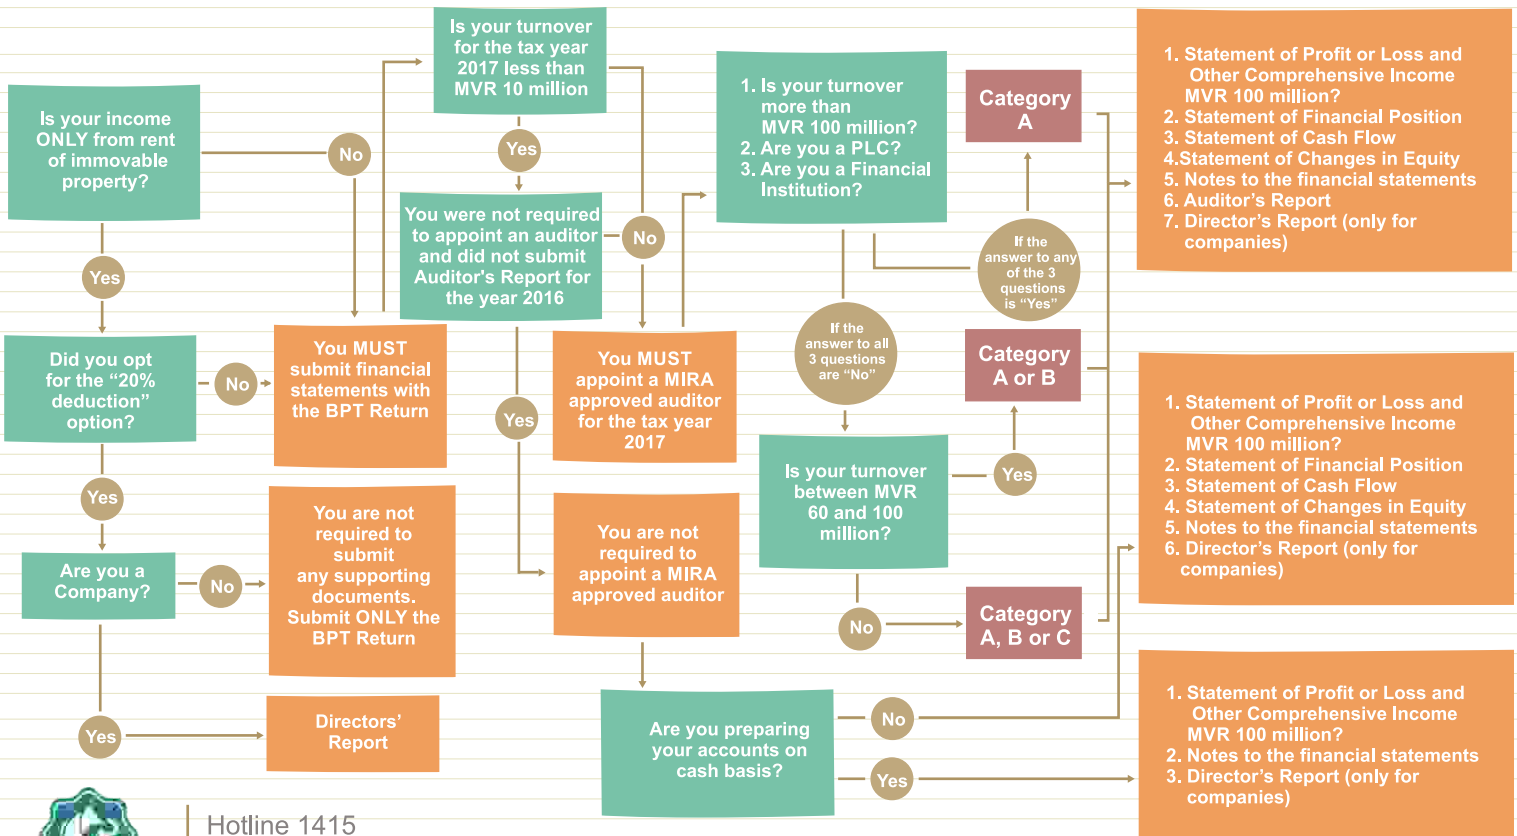 Is your income
ONLY from rent
of immovable
property?
No
Yes
Did you opt
for the “20%
deduction”
option?
No
Yes
Are you a
Company?
No
Yes
You MUST
submit financial
statements with
the BPT Return
You are not
required to
submit
any supporting
documents.
Submit ONLY the
BPT Return
Directors’
Report
Is your turnover
for the tax year
2017 less than
MVR 10 million
Yes
No
You were not required
to appoint an auditor
and did not submit
Auditor's Report for
the year 2016
Yes
You MUST
appoint a MIRA
approved auditor
for the tax year
2017
You are not
required to
appoint a MIRA
approved auditor
Are you preparing
your accounts on
cash basis?
No
Yes
1. Is your turnover
more than
MVR 100 million?
2. Are you a PLC?
3. Are you a Financial
Institution?
If the
answer to any
of the 3
questions
is “Yes”
If the
answer to all
3 questions
are “No”
Is your turnover
between MVR
60 and 100
million?
Yes
No
Category
A
Category
A or B
Category
A, B or C
1. Statement of Profit or Loss and
Other Comprehensive Income
MVR 100 million?
2. Statement of Financial Position
3. Statement of Cash Flow
4.Statement of Changes in Equity
5. Notes to the financial statements
6. Auditor’s Report
7. Director’s Report (only for
companies)
1. Statement of Profit or Loss and
Other Comprehensive Income
MVR 100 million?
2. Statement of Financial Position
3. Statement of Cash Flow
4. Statement of Changes in Equity
5. Notes to the financial statements
6. Director’s Report (only for
companies)
1. Statement of Profit or Loss and
Other Comprehensive Income
MVR 100 million?
2. Notes to the financial statements
3. Director’s Report (only for
companies)
Hotline 1415